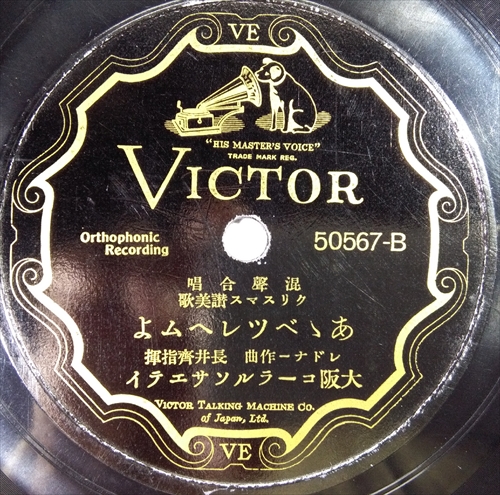 VE
"HIS MASTER'S VOICE"
TRADE MARK REG.
VICTOR
Orthophonic
Recording
50567-B
混聲合唱
クリスマス讃美歌
あゝベツレヘムよ
レドナー作曲 長井齊指揮
大阪コーラルソサエテイ
VICTOR TALKING MACHINE CO.
of Japan, Ltd.
VE